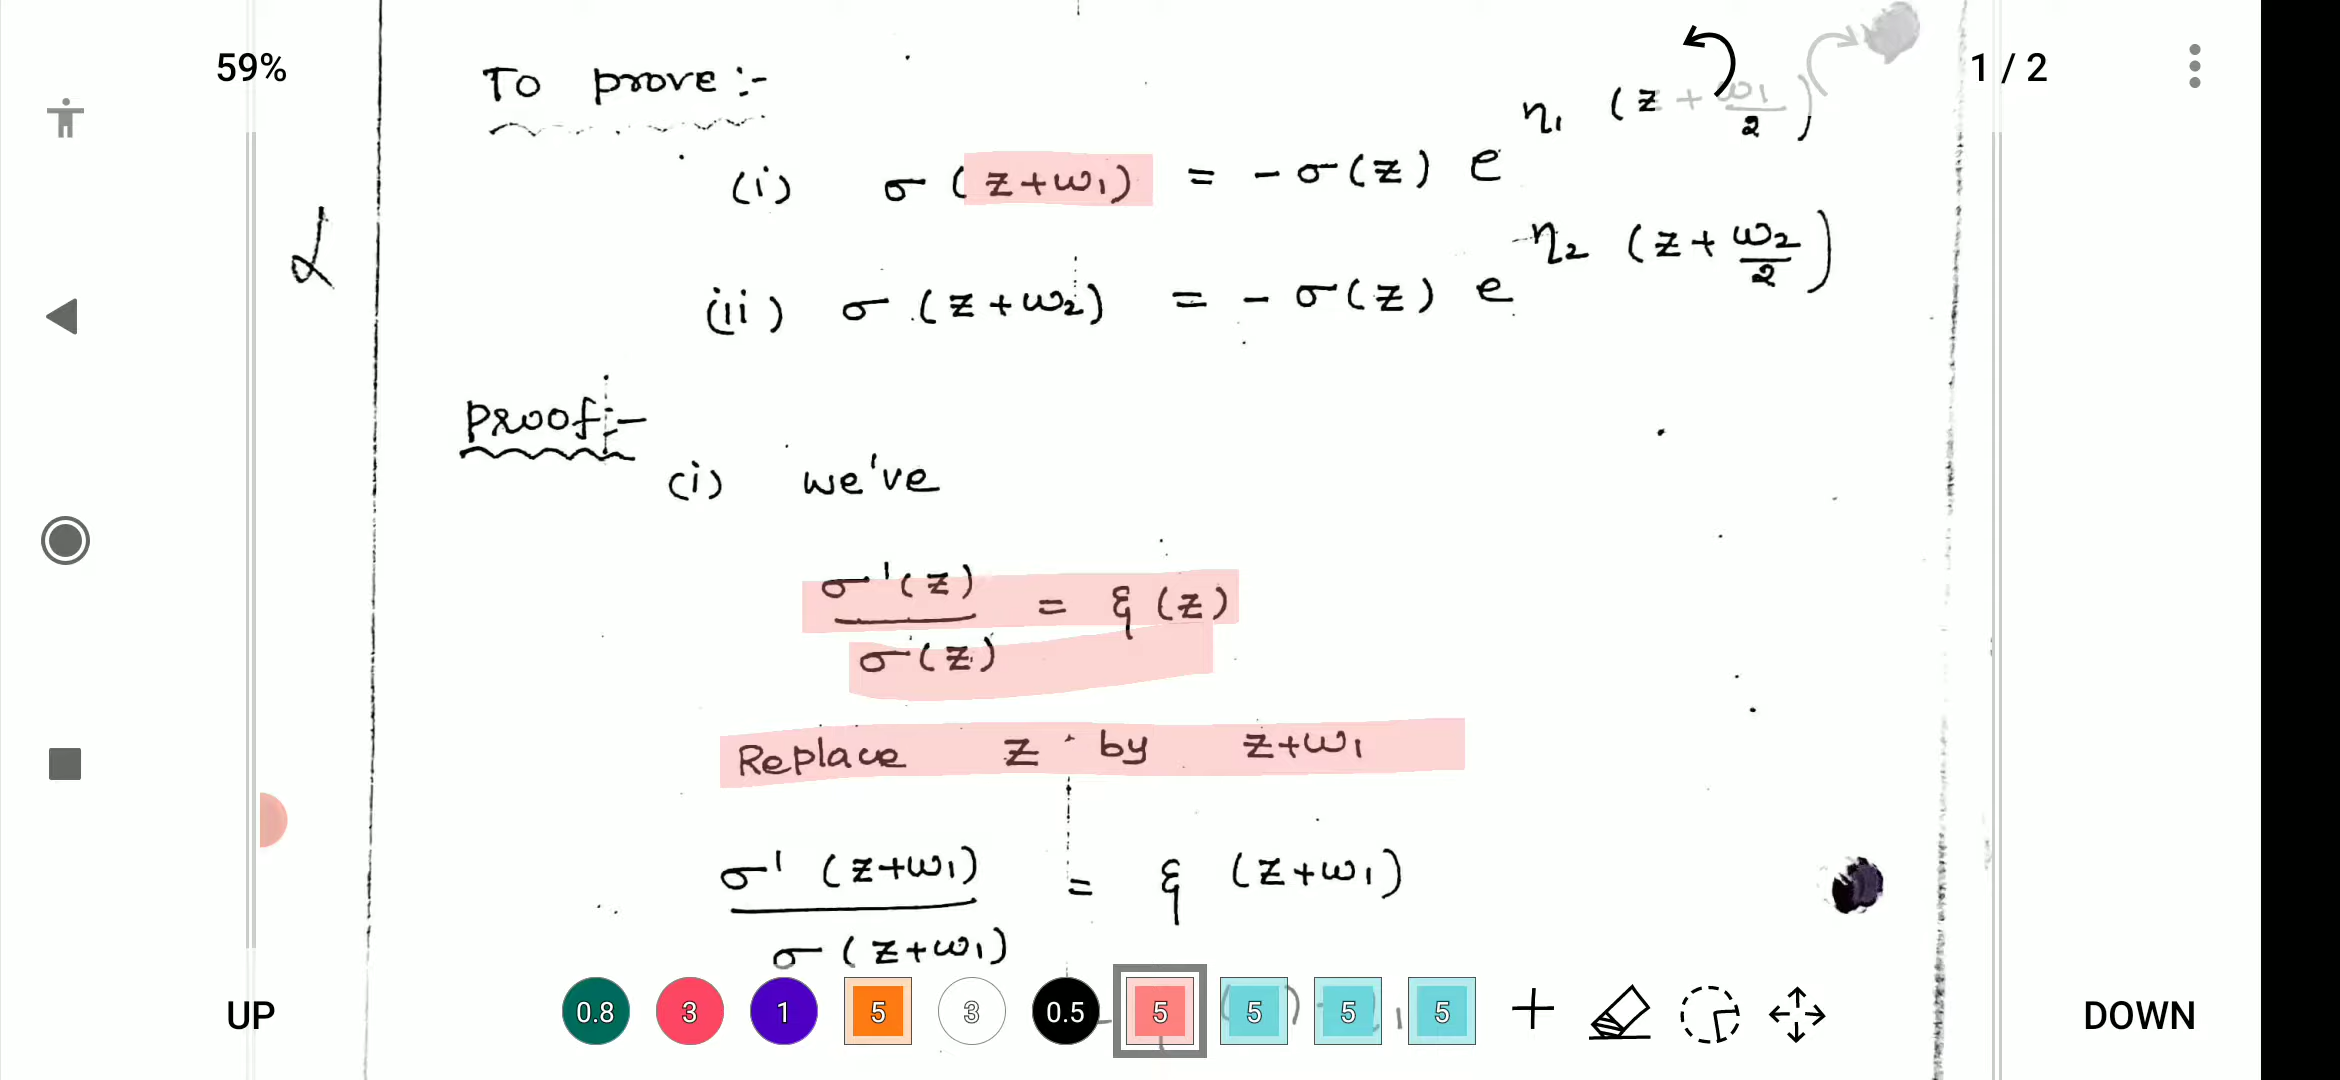 59%
1 / 2
To prove :-
(i) σ (z+ω₁) = - σ(z) e^{η₁ (z + ω₁/2)}
(ii) σ (z+ω₂) = - σ(z) e^{η₂ (z + ω₂/2)}
Proof:-
(i) we've
σ'(z)/σ(z) = ξ(z)
Replace z by z+ω₁
σ' (z+ω₁)/σ (z+ω₁) = ξ (z+ω₁)
UP 0.8 3 1 5 3 0.5 5 5 5 5 DOWN